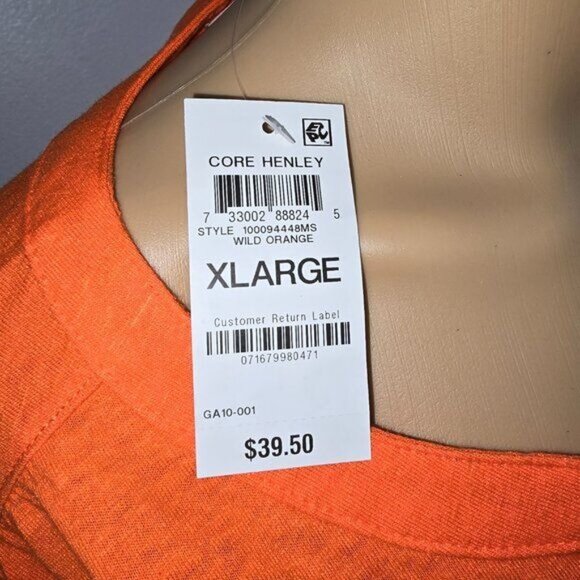 CORE HENLEY
7 33002 88824 5
STYLE 100094448MS
WILD ORANGE
XLARGE
Customer Return Label
071679980471
GA10-001
$39.50